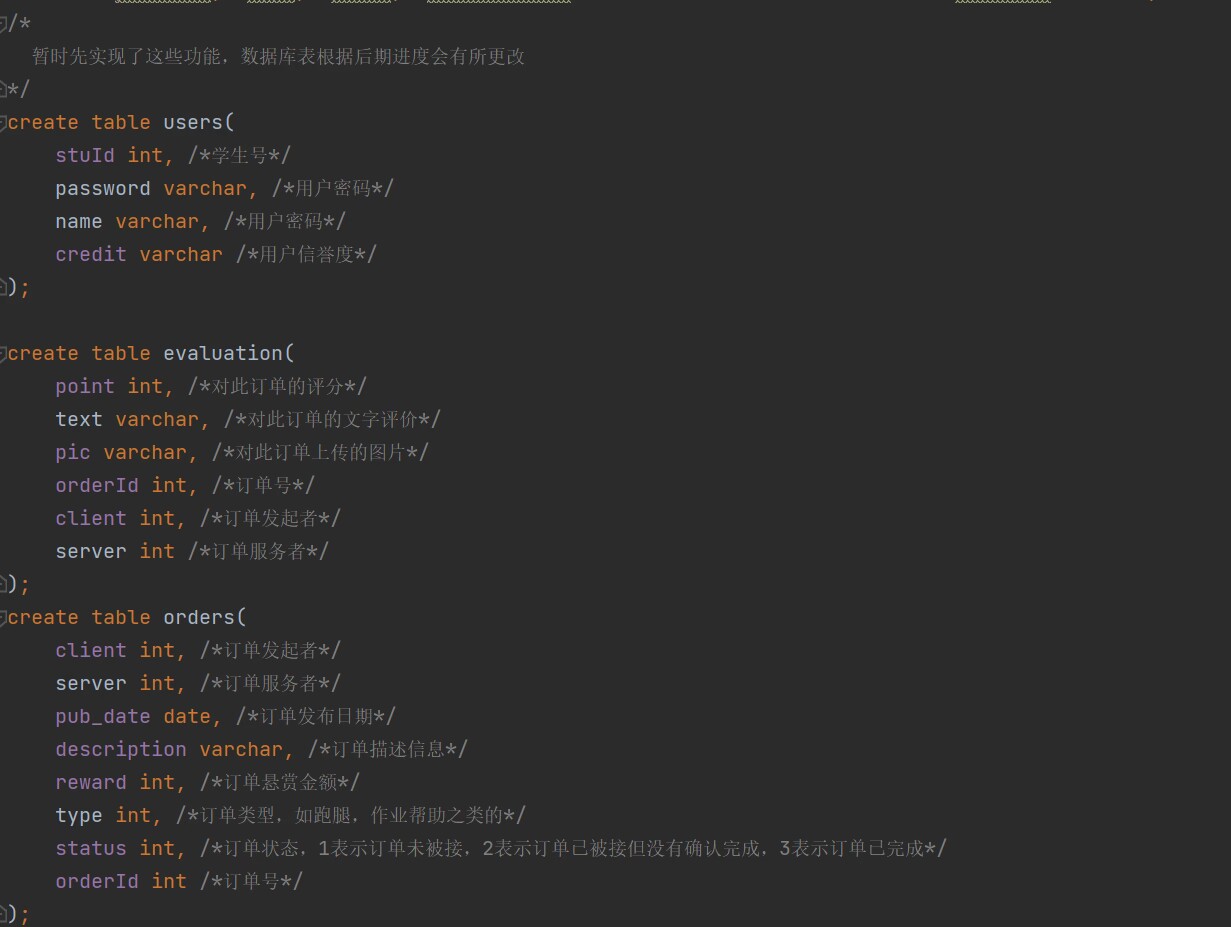 /*
暂时先实现了这些功能，数据库表根据后期进度会有所更改
*/
create table users(
stuId int, /*学生号*/
password varchar, /*用户密码*/
name varchar, /*用户密码*/
credit varchar /*用户信誉度*/
);
create table evaluation(
point int, /*对此订单的评分*/
text varchar, /*对此订单的文字评价*/
pic varchar, /*对此订单上传的图片*/
orderId int, /*订单号*/
client int, /*订单发起者*/
server int /*订单服务者*/
);
create table orders(
client int, /*订单发起者*/
server int, /*订单服务者*/
pub_date date, /*订单发布日期*/
description varchar, /*订单描述信息*/
reward int, /*订单悬赏金额*/
type int, /*订单类型，如跑腿，作业帮助之类的*/
status int, /*订单状态，1表示订单未被接，2表示订单已被接但没有确认完成，3表示订单已完成*/
orderId int /*订单号*/
);